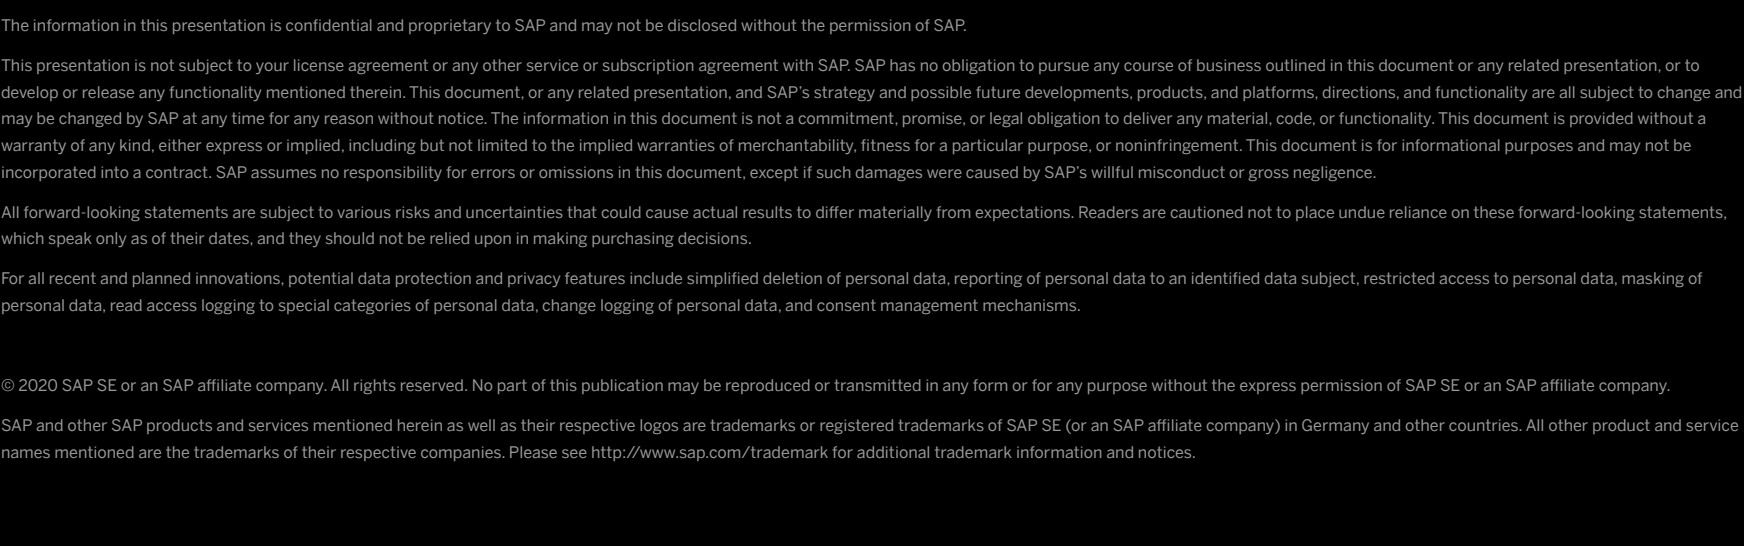 The information in this presentation is confidential and proprietary to SAP and may not be disclosed without the permission of SAP.
This presentation is not subject to your license agreement or any other service or subscription agreement with SAP. SAP has no obligation to pursue any course of business outlined in this document or any related presentation, or to
develop or release any functionality mentioned therein. This document, or any related presentation, and SAP’s strategy and possible future developments, products, and platforms, directions, and functionality are all subject to change and
may be changed by SAP at any time for any reason without notice. The information in this document is not a commitment, promise, or legal obligation to deliver any material, code, or functionality. This document is provided without a
warranty of any kind, either express or implied, including but not limited to the implied warranties of merchantability, fitness for a particular purpose, or noninfringement. This document is for informational purposes and may not be
incorporated into a contract. SAP assumes no responsibility for errors or omissions in this document, except if such damages were caused by SAP’s willful misconduct or gross negligence.
All forward-looking statements are subject to various risks and uncertainties that could cause actual results to differ materially from expectations. Readers are cautioned not to place undue reliance on these forward-looking statements,
which speak only as of their dates, and they should not be relied upon in making purchasing decisions.
For all recent and planned innovations, potential data protection and privacy features include simplified deletion of personal data, reporting of personal data to an identified data subject, restricted access to personal data, masking of
personal data, read access logging to special categories of personal data, change logging of personal data, and consent management mechanisms.
© 2020 SAP SE or an SAP affiliate company. All rights reserved. No part of this publication may be reproduced or transmitted in any form or for any purpose without the express permission of SAP SE or an SAP affiliate company.
SAP and other SAP products and services mentioned herein as well as their respective logos are trademarks or registered trademarks of SAP SE (or an SAP affiliate company) in Germany and other countries. All other product and service
names mentioned are the trademarks of their respective companies. Please see http://www.sap.com/trademark for additional trademark information and notices.